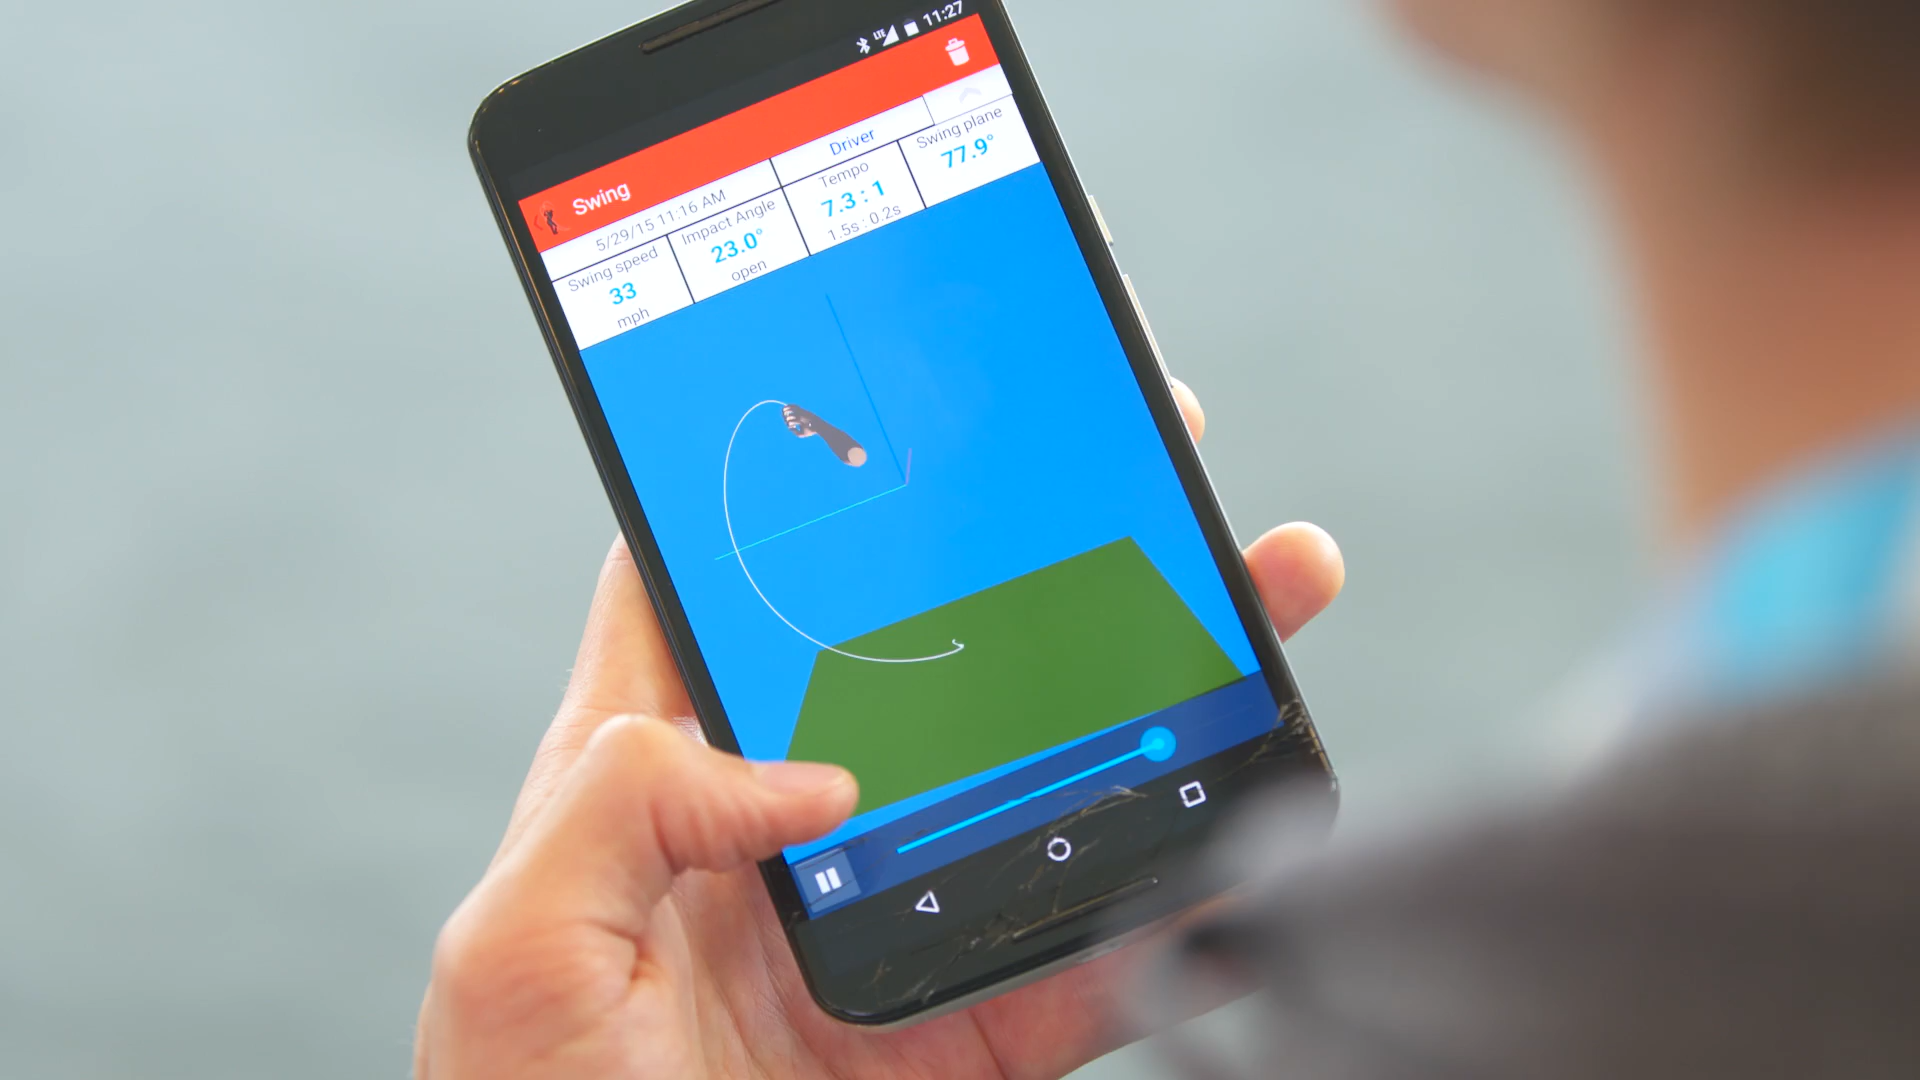 LTE 11:27
Swing
5/29/15 11:16 AM
Driver
Swing speed
33
mph
Impact Angle
23.0°
open
Tempo
7.3 : 1
1.5s : 0.2s
Swing plane
77.9°